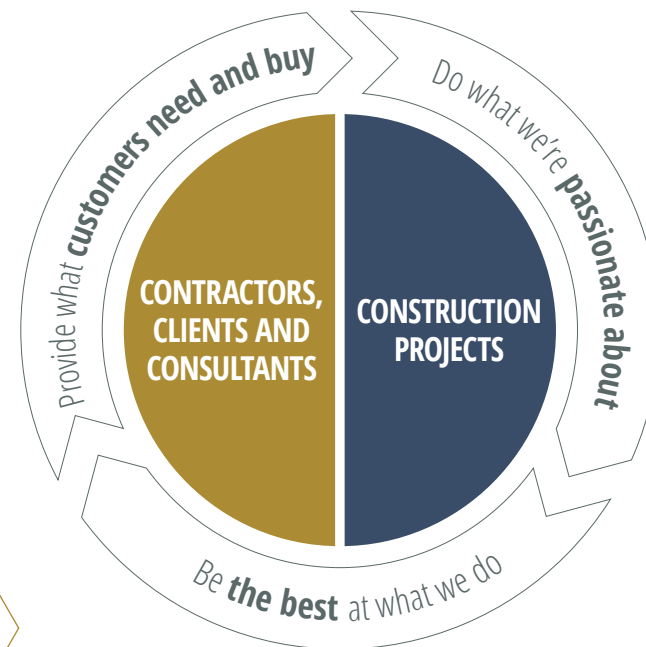 Provide what customers need and buy
Do what we're passionate about
CONTRACTORS,
CLIENTS AND
CONSULTANTS
CONSTRUCTION
PROJECTS
Be the best at what we do